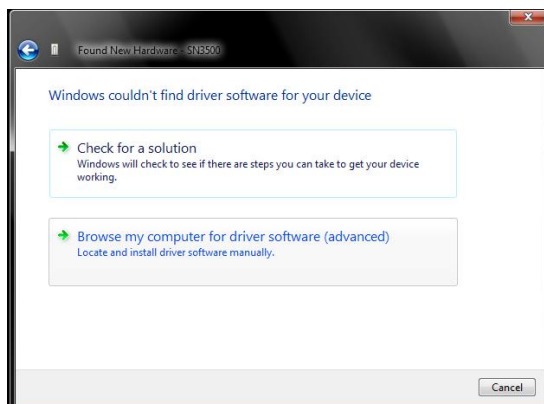 Found New Hardware - SN3500
Windows couldn't find driver software for your device
Check for a solution
Windows will check to see if there are steps you can take to get your device
working.
Browse my computer for driver software (advanced)
Locate and install driver software manually.
Cancel